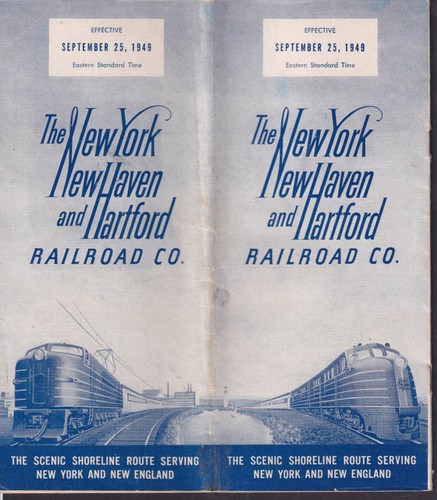 EFFECTIVE
SEPTEMBER 25, 1949
Eastern Standard Time
The New York
New Haven
and Hartford
RAILROAD CO.
THE SCENIC SHORELINE ROUTE SERVING
NEW YORK AND NEW ENGLAND
EFFECTIVE
SEPTEMBER 25, 1949
Eastern Standard Time
The New York
New Haven
and Hartford
RAILROAD CO.
THE SCENIC SHORELINE ROUTE SERVING
NEW YORK AND NEW ENGLAND